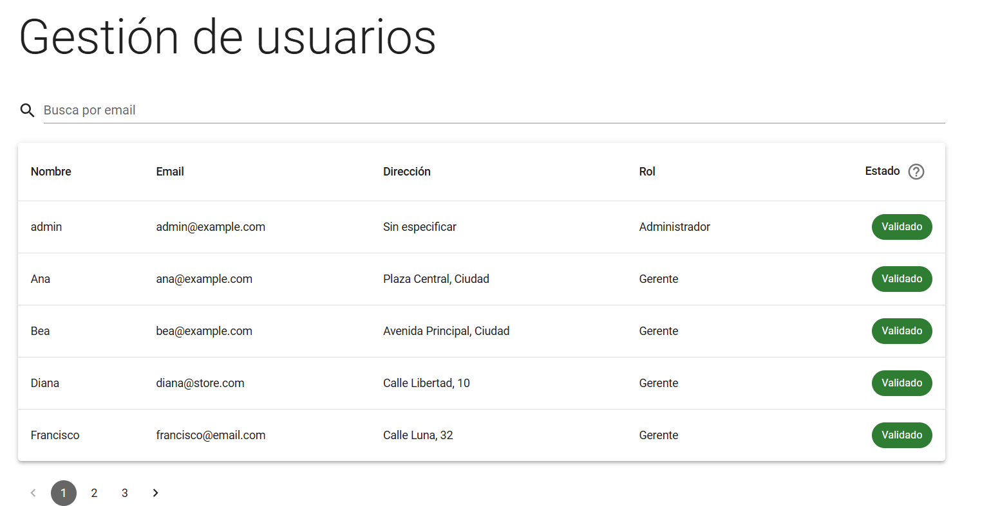 Gestión de usuarios
Busca por email
Nombre Email Dirección Rol Estado ?
admin admin@example.com Sin especificar Administrador Validado
Ana ana@example.com Plaza Central, Ciudad Gerente Validado
Bea bea@example.com Avenida Principal, Ciudad Gerente Validado
Diana diana@store.com Calle Libertad, 10 Gerente Validado
Francisco francisco@email.com Calle Luna, 32 Gerente Validado
1 2 3